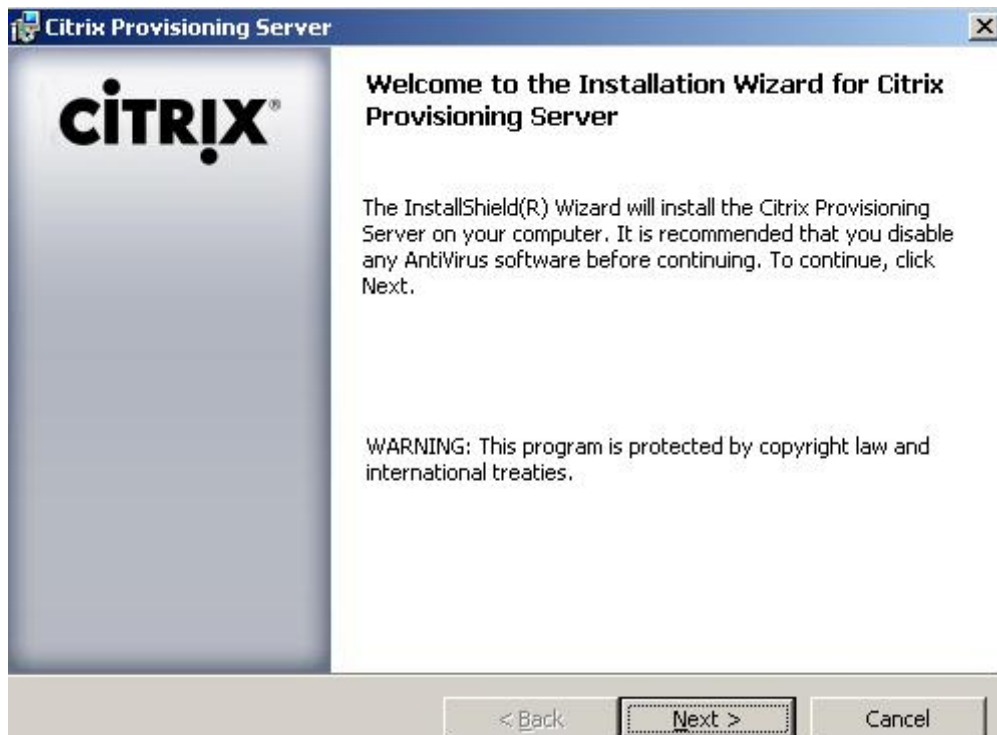 Citrix Provisioning Server
CİTRIX®
Welcome to the Installation Wizard for Citrix
Provisioning Server
The InstallShield(R) Wizard will install the Citrix Provisioning
Server on your computer. It is recommended that you disable
any AntiVirus software before continuing. To continue, click
Next.
WARNING: This program is protected by copyright law and
international treaties.
< Back
Next >
Cancel